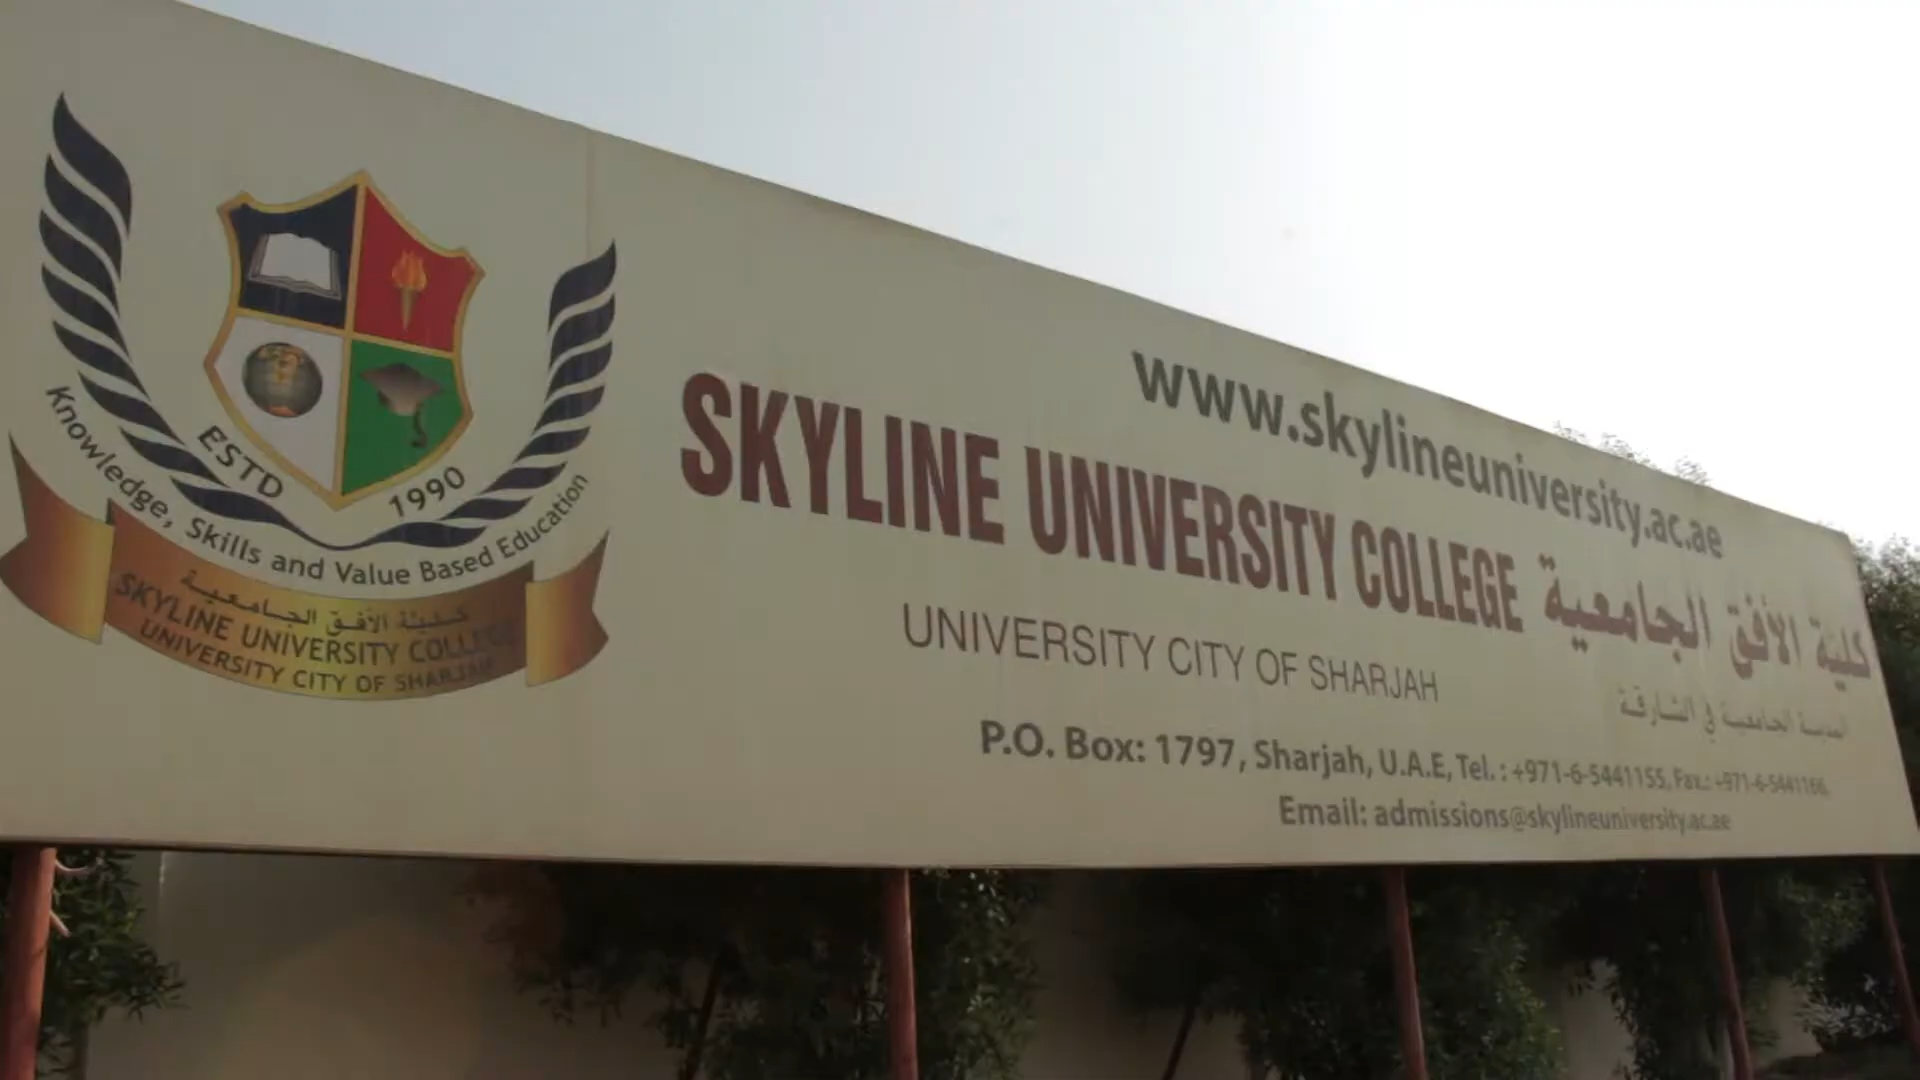 ESTD 1990
Knowledge, Skills and Value Based Education
كلية الأفق الجامعية
SKYLINE UNIVERSITY COLLEGE
UNIVERSITY CITY OF SHARJAH
www.skylineuniversity.ac.ae
SKYLINE UNIVERSITY COLLEGE كلية الأفق الجامعية
UNIVERSITY CITY OF SHARJAH
المدينة الجامعية في الشارقة
P.O. Box: 1797, Sharjah, U.A.E, Tel. : +971-6-5441155, Fax.: +971-6-5441166.
Email: admissions@skylineuniversity.ac.ae